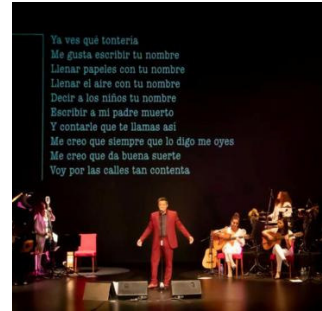 Ya ves qué tontería
Me gusta escribir tu nombre
Llenar papeles con tu nombre
Llenar el aire con tu nombre
Decir a los niños tu nombre
Escribir a mi padre muerto
Y contarle que te llamas así
Me creo que siempre que lo digo me oyes
Me creo que da buena suerte
Voy por las calles tan contenta